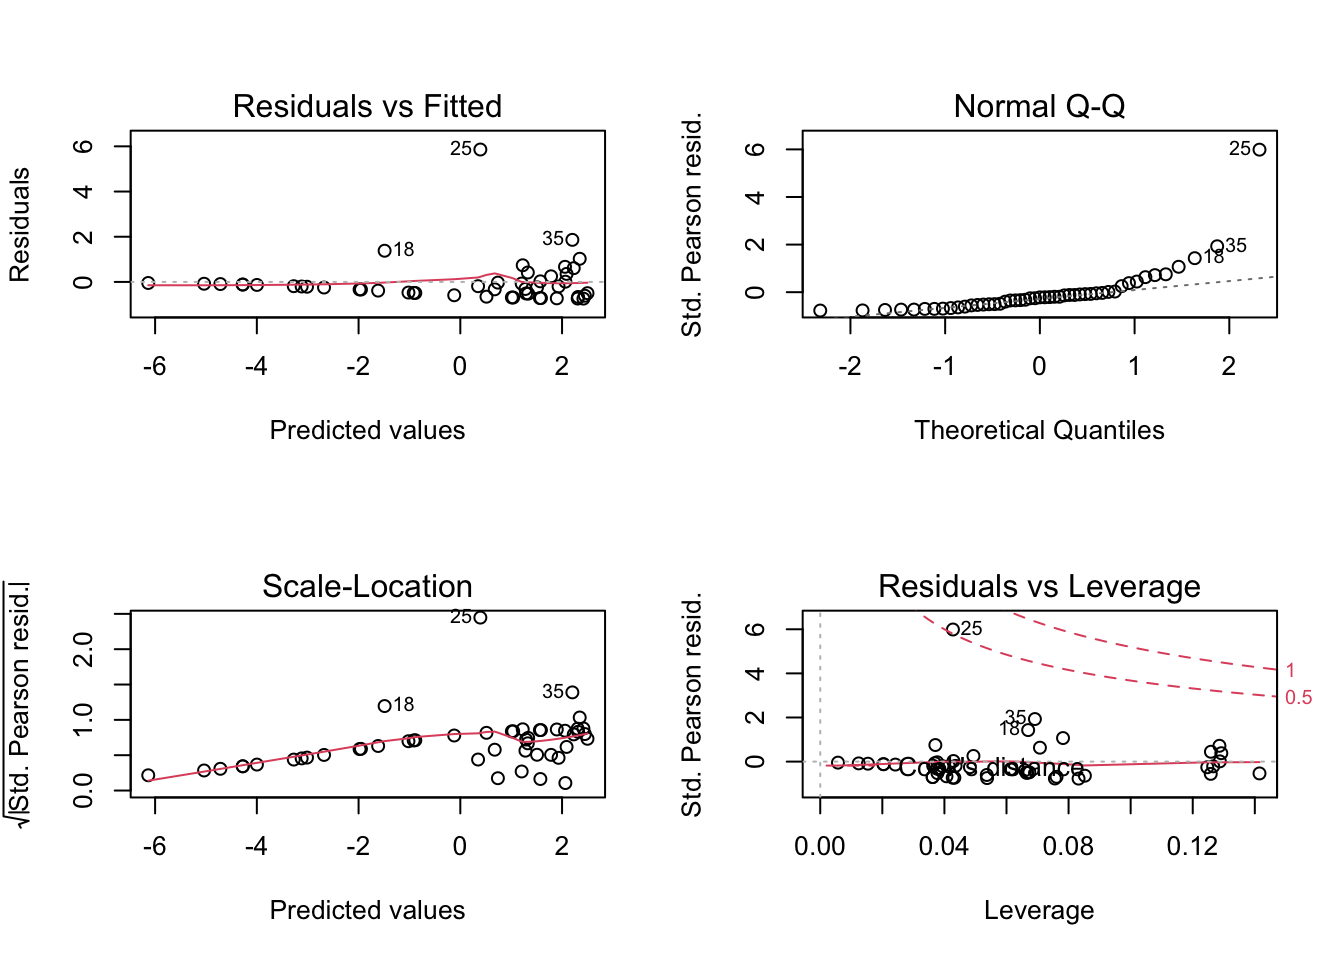 Residuals vs Fitted
Residuals
6
4
2
0
25
18
35
-6 -4 -2 0 2
Predicted values
Normal Q-Q
Std. Pearson resid.
6
4
2
0
25
35
18
-2 -1 0 1 2
Theoretical Quantiles
Scale-Location
√|Std. Pearson resid.|
2.0
1.0
0.0
25
18
35
-6 -4 -2 0 2
Predicted values
Residuals vs Leverage
Std. Pearson resid.
6
4
2
0
25
35
18
1
0.5
Cook's distance
0.00 0.04 0.08 0.12
Leverage